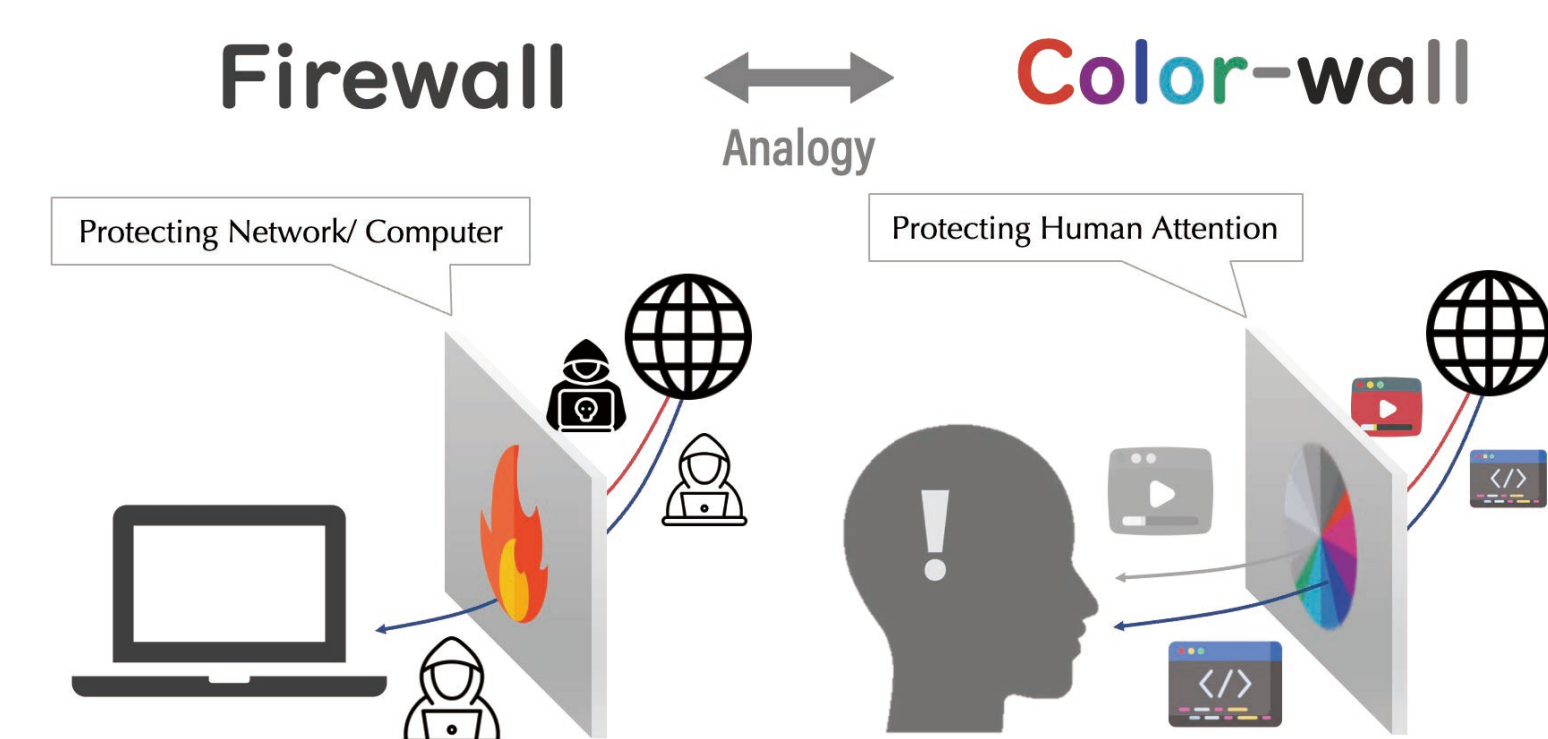 Firewall
Color-wall
Analogy
Protecting Network/ Computer
Protecting Human Attention
!
</>
</>